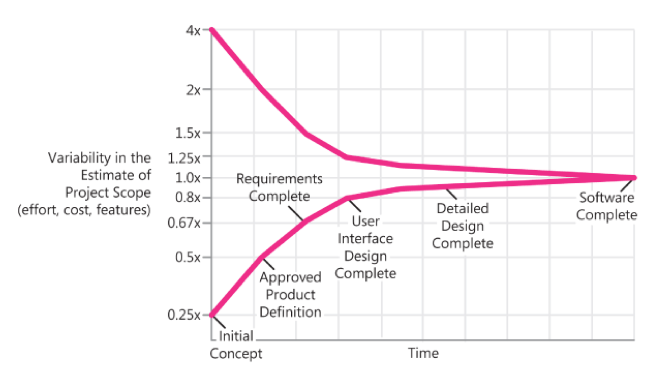 4x
2x
1.5x
1.25x
1.0x
0.8x
0.67x
0.5x
0.25x
Variability in the
Estimate of
Project Scope
(effort, cost, features)
Requirements
Complete
User
Interface
Design
Complete
Detailed
Design
Complete
Software
Complete
Approved
Product
Definition
Initial
Concept
Time